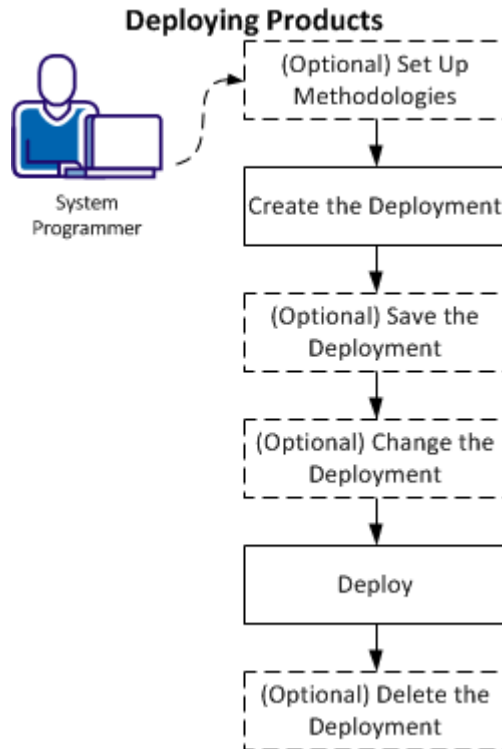 Deploying Products
(Optional) Set Up
Methodologies
System
Programmer
Create the Deployment
(Optional) Save the
Deployment
(Optional) Change the
Deployment
Deploy
(Optional) Delete the
Deployment